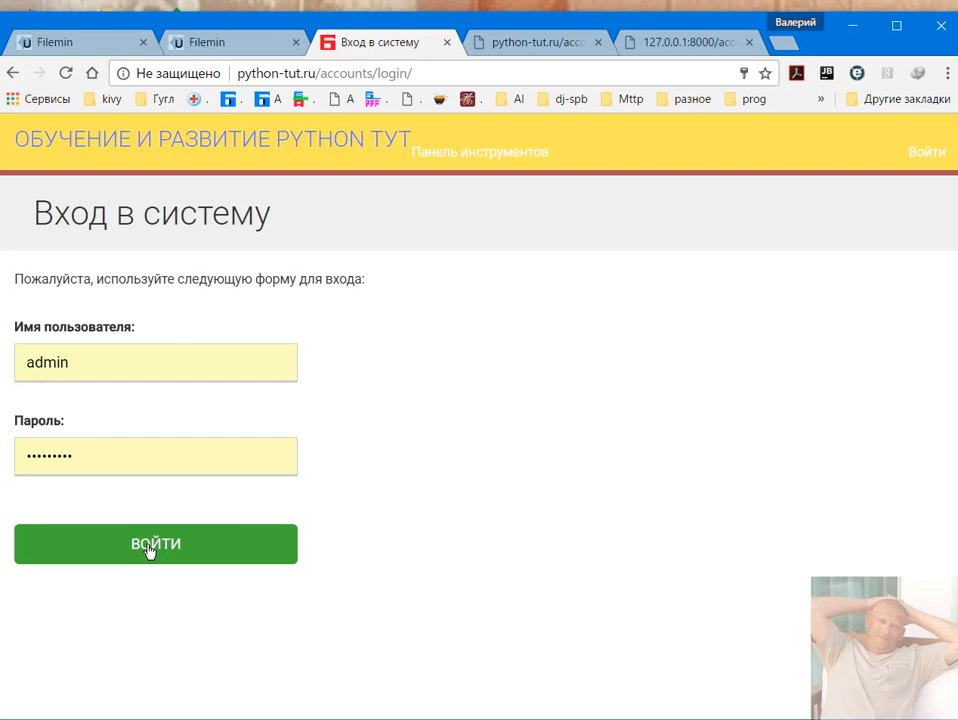 Валерий
Filemin
Filemin
Вход в систему
python-tut.ru/acc
127.0.0.1:8000/acc
Не защищено
python-tut.ru/accounts/login/
Сервисы
kivy
Гугл
.
.
А
.
А
.
.
.
AI
dj-spb
Mttp
разное
prog
»
Другие закладки
ОБУЧЕНИЕ И РАЗВИТИЕ PYTHON ТУТ
Панель инструментов
Войти
Вход в систему
Пожалуйста, используйте следующую форму для входа:
Имя пользователя:
admin
Пароль:
•••••••••
ВОЙТИ